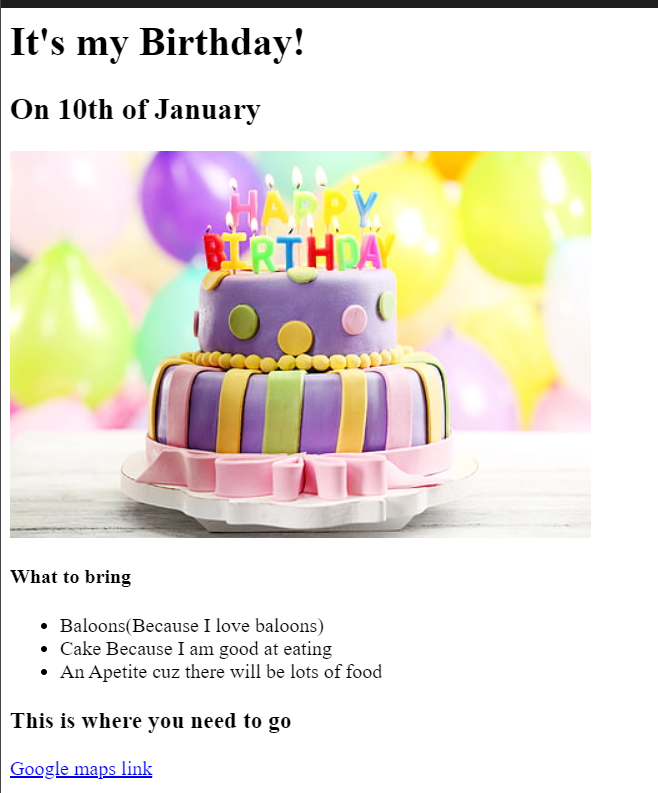 It's my Birthday!
On 10th of January
HAPPY
BIRTHDAY
What to bring
Baloons(Because I love baloons)
Cake Because I am good at eating
An Apetite cuz there will be lots of food
This is where you need to go
Google maps link